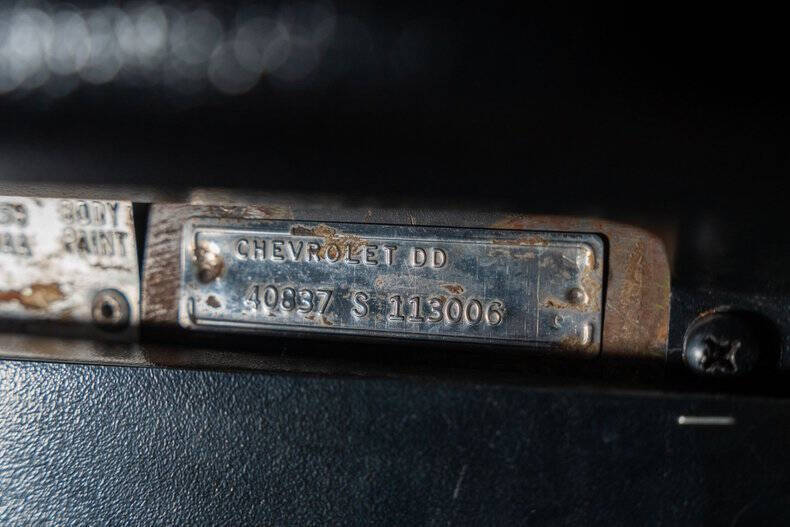 BODY
PAINT
CHEVROLET DD
40837 S 113006